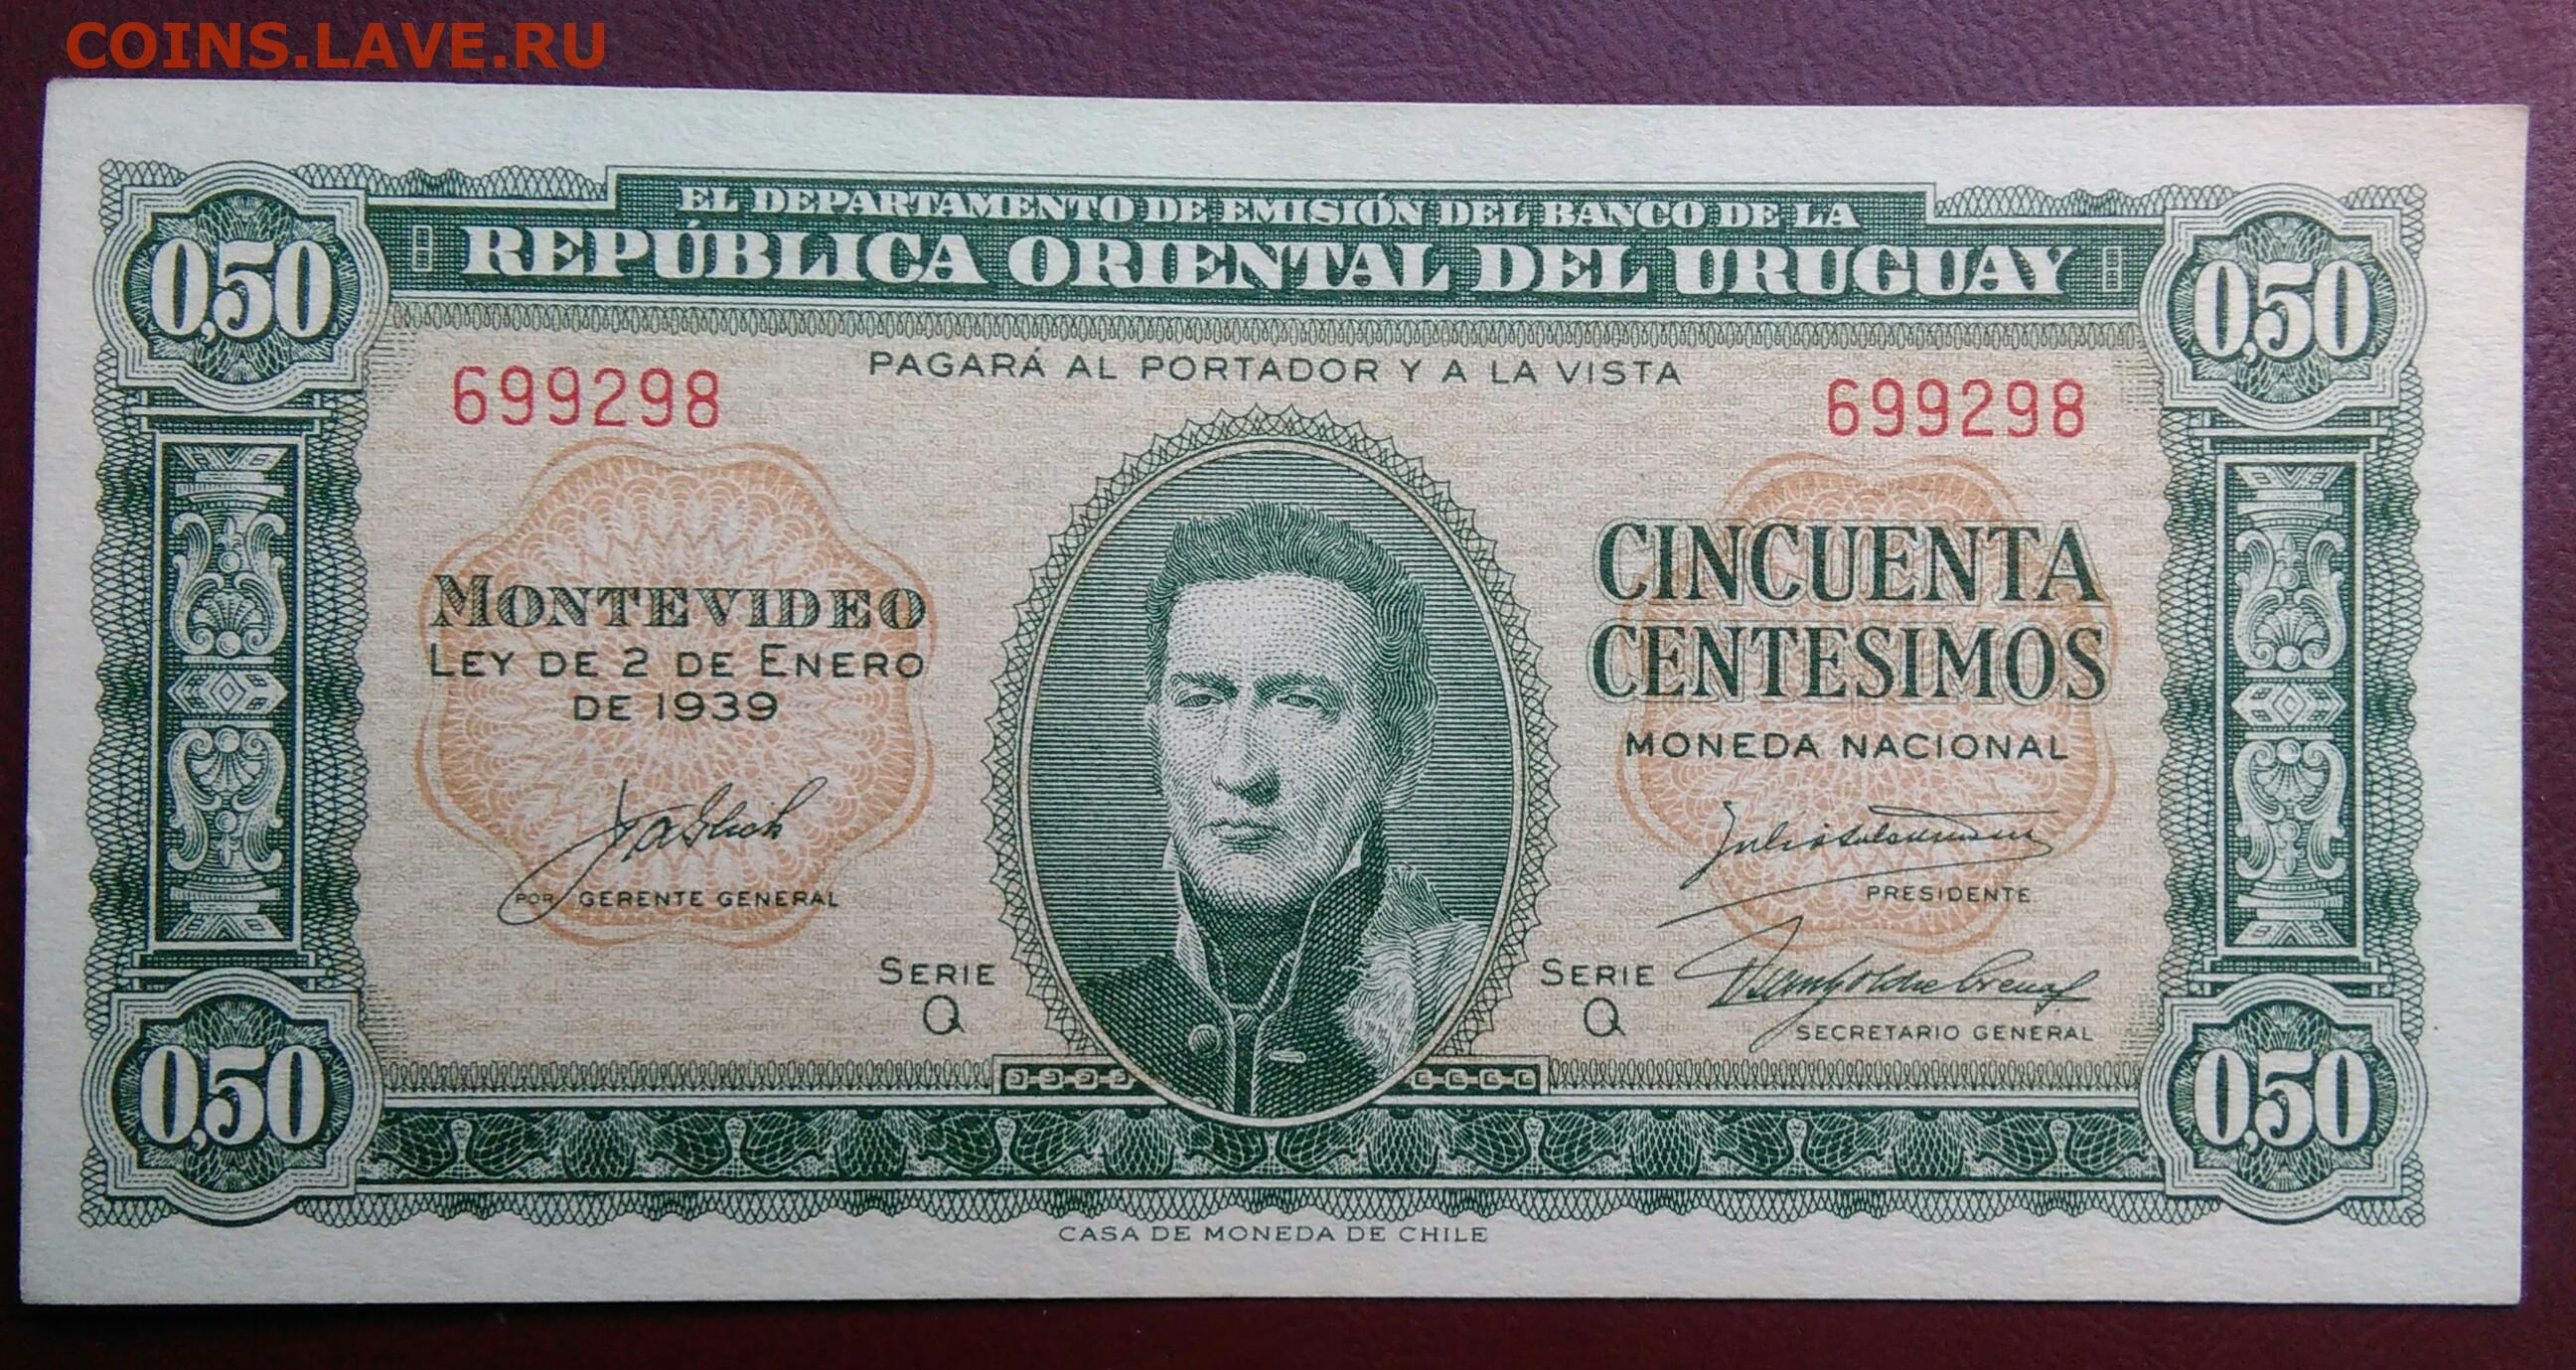 COINS.LAVE.RU
EL DEPARTAMENTO DE EMISIÓN DEL BANCO DE LA
REPÚBLICA ORIENTAL DEL URUGUAY
0,50
0,50
PAGARÁ AL PORTADOR Y A LA VISTA
699298
699298
MONTEVIDEO
LEY DE 2 DE ENERO
DE 1939
CINCUENTA
CENTESIMOS
MONEDA NACIONAL
POR GERENTE GENERAL
PRESIDENTE
SERIE
Q
SERIE
Q
SECRETARIO GENERAL
0,50
0,50
CASA DE MONEDA DE CHILE